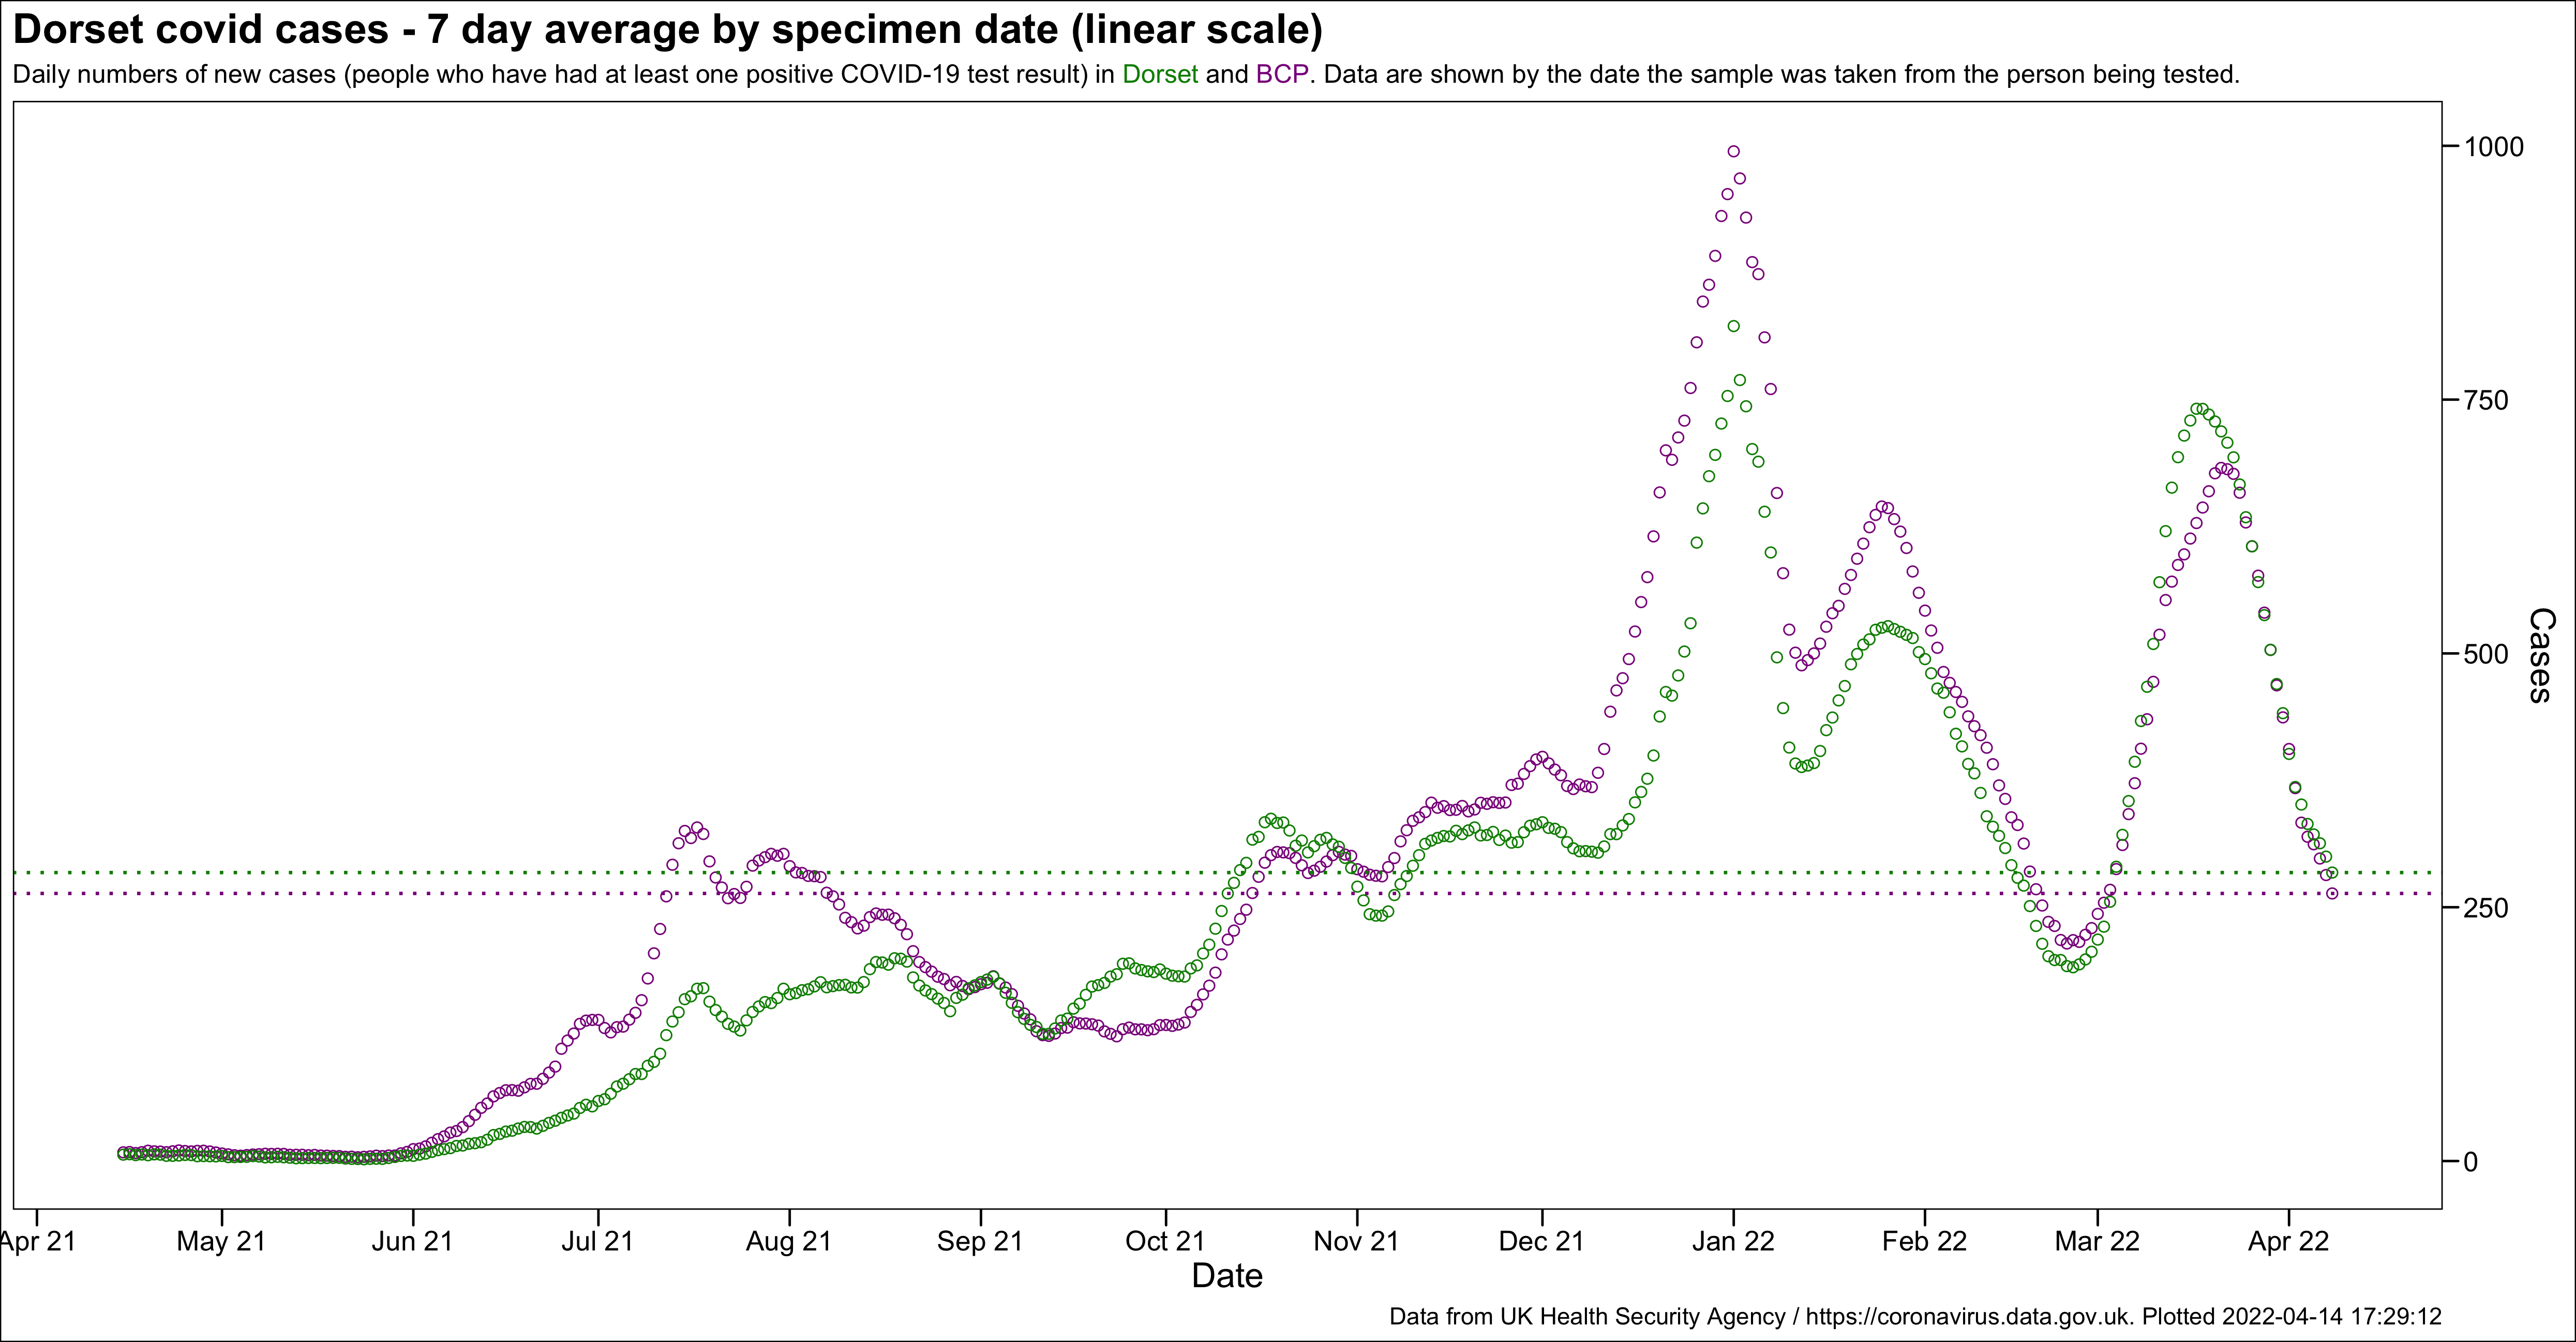 Dorset covid cases - 7 day average by specimen date (linear scale)
Daily numbers of new cases (people who have had at least one positive COVID-19 test result) in Dorset and BCP. Data are shown by the date the sample was taken from the person being tested.
1000
750
500
250
0
Cases
Apr 21 May 21 Jun 21 Jul 21 Aug 21 Sep 21 Oct 21 Nov 21 Dec 21 Jan 22 Feb 22 Mar 22 Apr 22
Date
Data from UK Health Security Agency / https://coronavirus.data.gov.uk. Plotted 2022-04-14 17:29:12